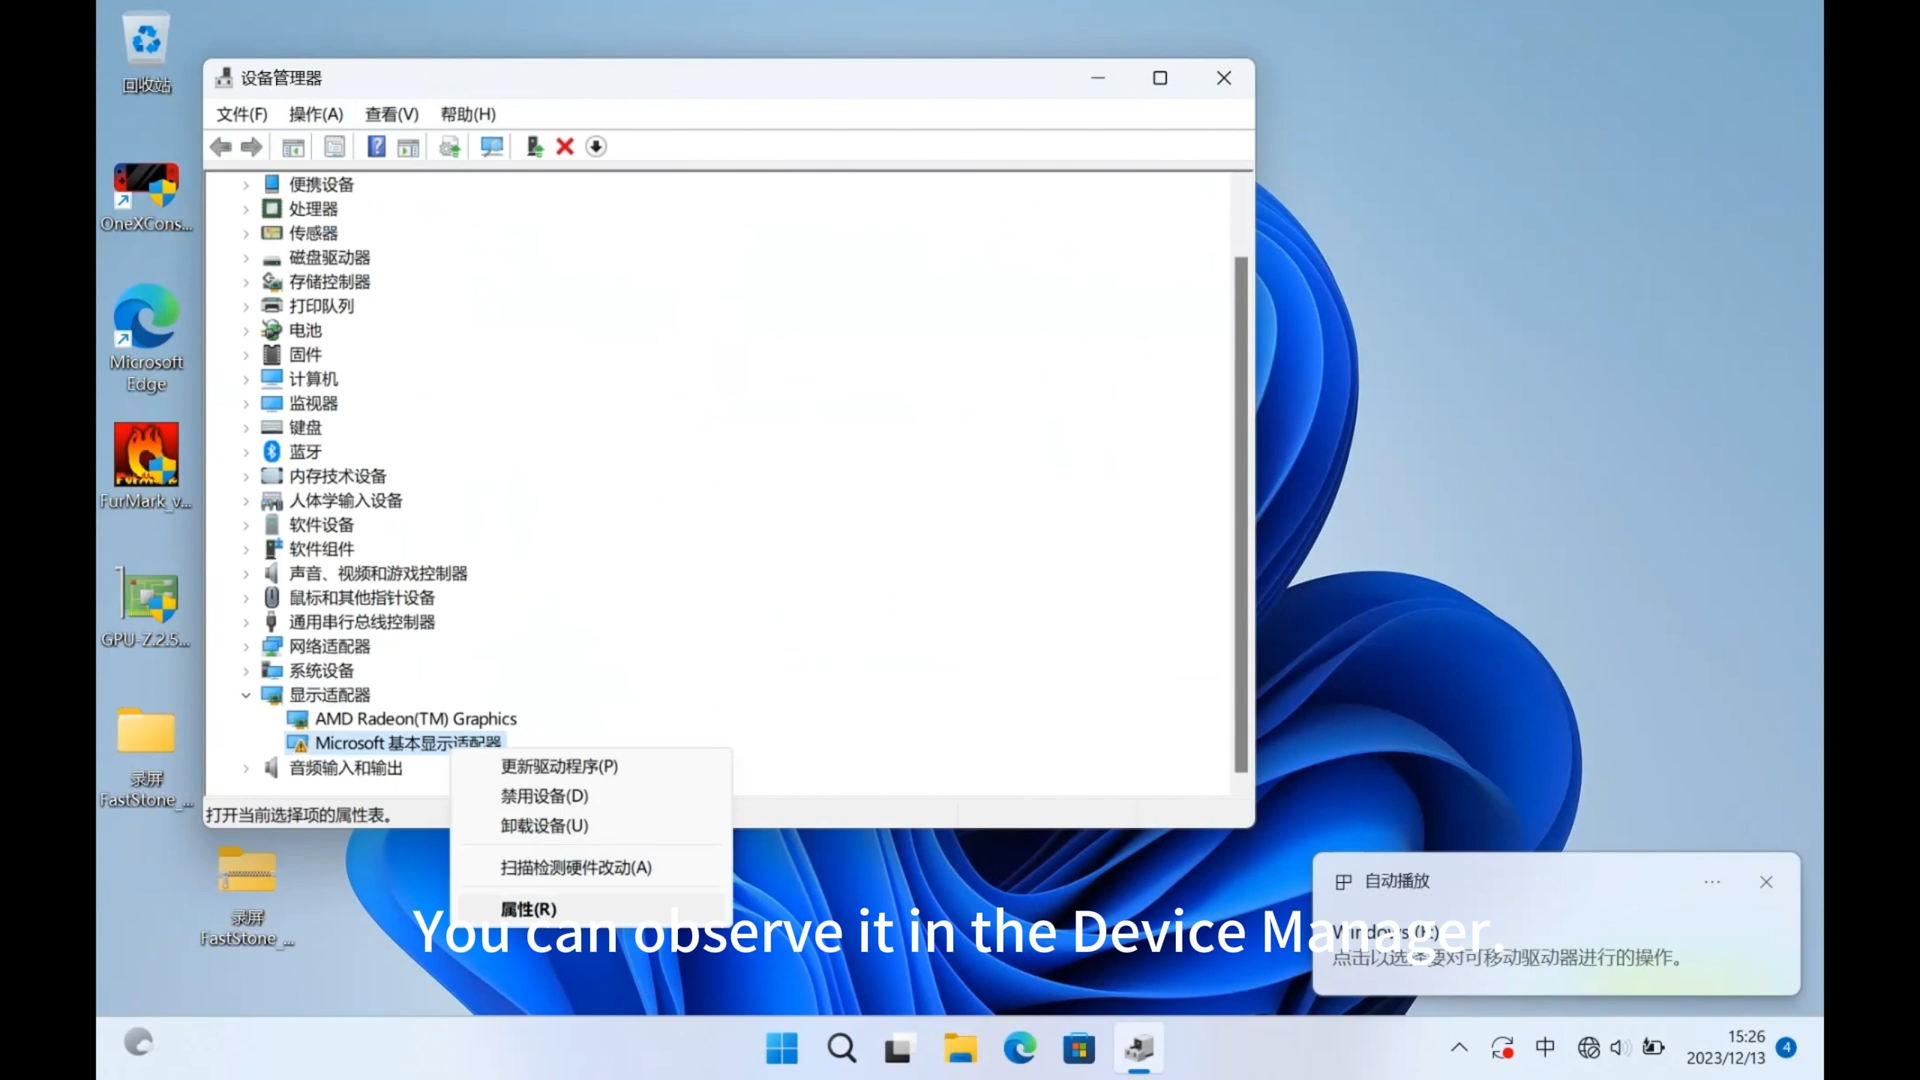 回收站
OneXCons...
Microsoft
Edge
FurMark_v...
GPU-Z.2.5...
录屏
FastStone_...
录屏
FastStone_...
设备管理器
文件(F) 操作(A) 查看(V) 帮助(H)
便携设备
处理器
传感器
磁盘驱动器
存储控制器
打印队列
电池
固件
计算机
监视器
键盘
蓝牙
内存技术设备
人体学输入设备
软件设备
软件组件
声音、视频和游戏控制器
鼠标和其他指针设备
通用串行总线控制器
网络适配器
系统设备
显示适配器
AMD Radeon(TM) Graphics
Microsoft 基本显示适配器
音频输入和输出
打开当前选择项的属性表。
更新驱动程序(P)
禁用设备(D)
卸载设备(U)
扫描检测硬件改动(A)
属性(R)
You can observe it in the Device Manager.
自动播放
Windows
点击以选择要对可移动驱动器进行的操作。
中
15:26
2023/12/13
4